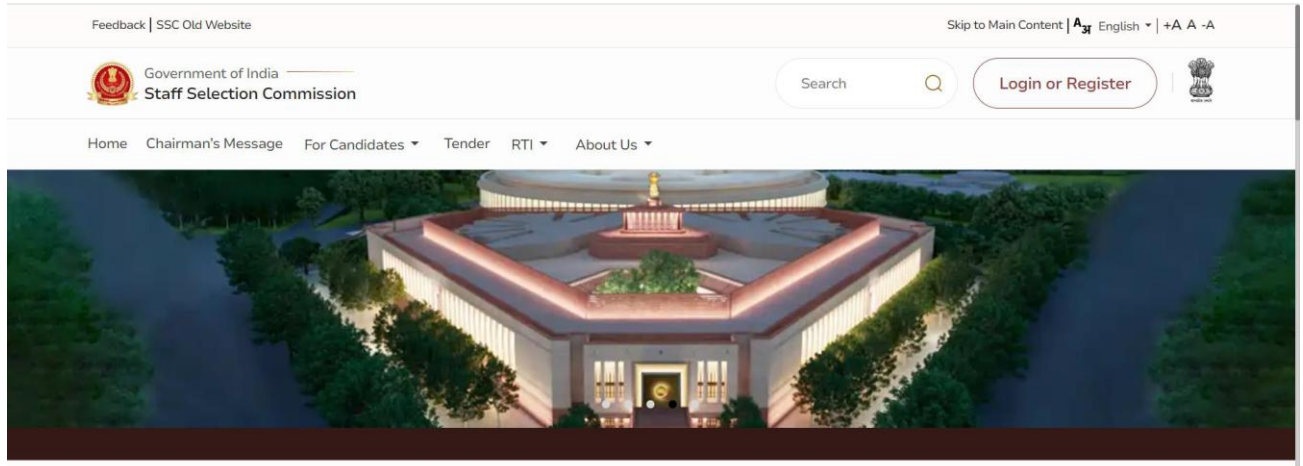 Feedback | SSC Old Website
Skip to Main Content | Aअ English | +A A -A
Government of India
Staff Selection Commission
Search
Login or Register
Home Chairman's Message For Candidates Tender RTI About Us